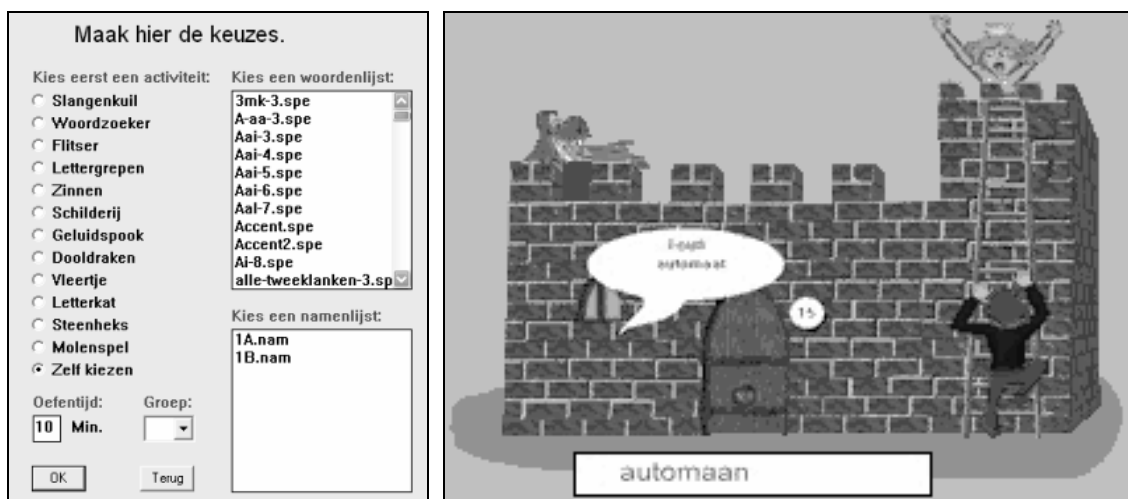 Maak hier de keuzes.
Kies eerst een activiteit:
Slangenkuil
Woordzoeker
Flitser
Lettergrepen
Zinnen
Schilderij
Geluidspook
Dooldraken
Vleertje
Letterkat
Steenheks
Molenspel
Zelf kiezen
Oefentijd:
10 Min.
Groep:
OK
Terug
Kies een woordenlijst:
3mk-3.spe
A-aa-3.spe
Aai-3.spe
Aai-4.spe
Aai-5.spe
Aai-6.spe
Aal-7.spe
Accent.spe
Accent2.spe
Ai-8.spe
alle-tweeklanken-3.sp
Kies een namenlijst:
1A.nam
1B.nam
Fout!
automaat
15
automaan